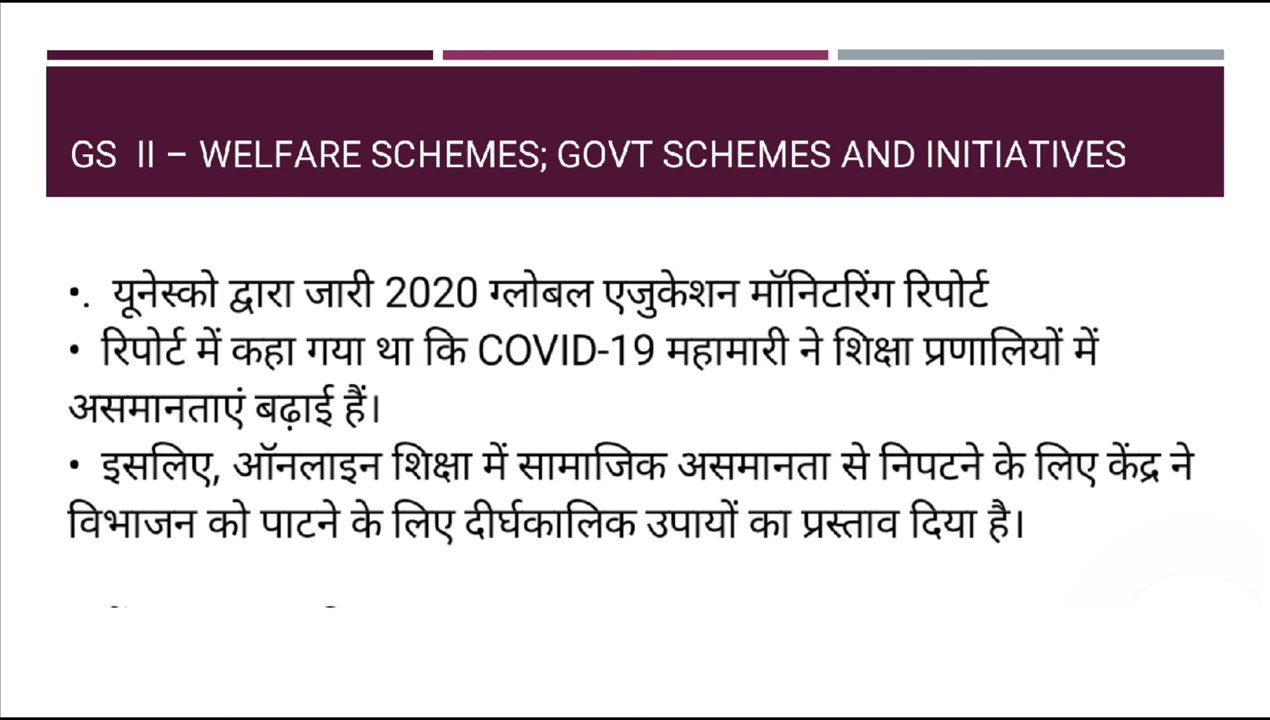 GS II – WELFARE SCHEMES; GOVT SCHEMES AND INITIATIVES
•. यूनेस्को द्वारा जारी 2020 ग्लोबल एजुकेशन मॉनिटरिंग रिपोर्ट
• रिपोर्ट में कहा गया था कि COVID-19 महामारी ने शिक्षा प्रणालियों में
असमानताएं बढ़ाई हैं।
• इसलिए, ऑनलाइन शिक्षा में सामाजिक असमानता से निपटने के लिए केंद्र ने
विभाजन को पाटने के लिए दीर्घकालिक उपायों का प्रस्ताव दिया है।